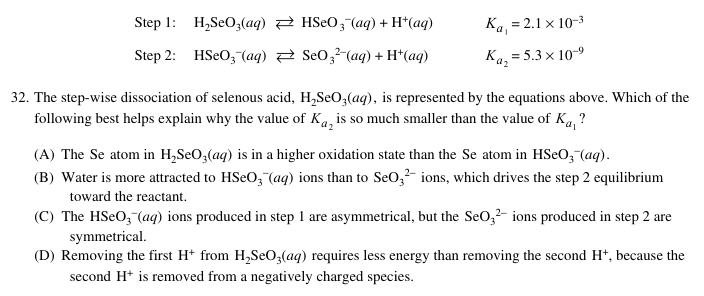 Step 1: H₂SeO₃(aq) ⇄ HSeO₃⁻(aq) + H⁺(aq) Kₐ₁ = 2.1 × 10⁻³
Step 2: HSeO₃⁻(aq) ⇄ SeO₃²⁻(aq) + H⁺(aq) Kₐ₂ = 5.3 × 10⁻⁹
32. The step-wise dissociation of selenous acid, H₂SeO₃(aq), is represented by the equations above. Which of the
following best helps explain why the value of Kₐ₂ is so much smaller than the value of Kₐ₁ ?
(A) The Se atom in H₂SeO₃(aq) is in a higher oxidation state than the Se atom in HSeO₃⁻(aq).
(B) Water is more attracted to HSeO₃⁻(aq) ions than to SeO₃²⁻ ions, which drives the step 2 equilibrium
toward the reactant.
(C) The HSeO₃⁻(aq) ions produced in step 1 are asymmetrical, but the SeO₃²⁻ ions produced in step 2 are
symmetrical.
(D) Removing the first H⁺ from H₂SeO₃(aq) requires less energy than removing the second H⁺, because the
second H⁺ is removed from a negatively charged species.